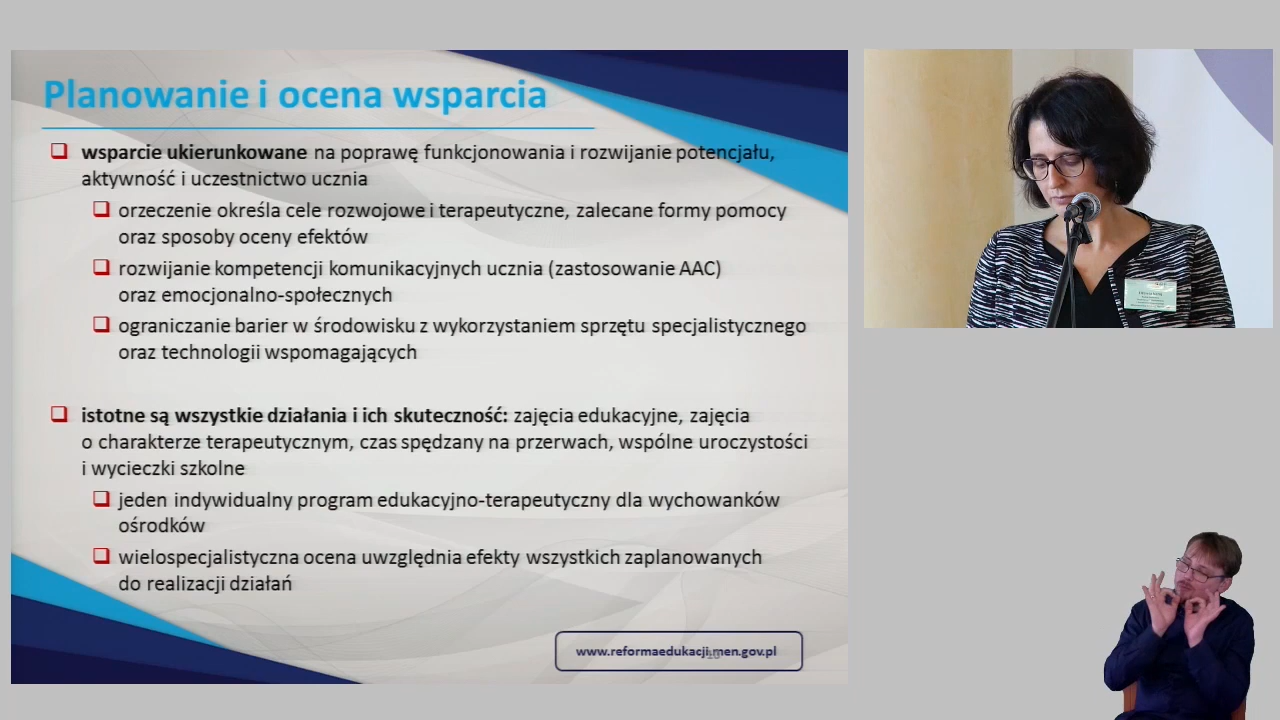 Planowanie i ocena wsparcia
wsparcie ukierunkowane na poprawę funkcjonowania i rozwijanie potencjału,
aktywność i uczestnictwo ucznia
orzeczenie określa cele rozwojowe i terapeutyczne, zalecane formy pomocy
oraz sposoby oceny efektów
rozwijanie kompetencji komunikacyjnych ucznia (zastosowanie AAC)
oraz emocjonalno-społecznych
ograniczanie barier w środowisku z wykorzystaniem sprzętu specjalistycznego
oraz technologii wspomagających
istotne są wszystkie działania i ich skuteczność: zajęcia edukacyjne, zajęcia
o charakterze terapeutycznym, czas spędzany na przerwach, wspólne uroczystości
i wycieczki szkolne
jeden indywidualny program edukacyjno-terapeutyczny dla wychowanków
ośrodków
wielospecjalistyczna ocena uwzględnia efekty wszystkich zaplanowanych
do realizacji działań
www.reformaedukacji.men.gov.pl